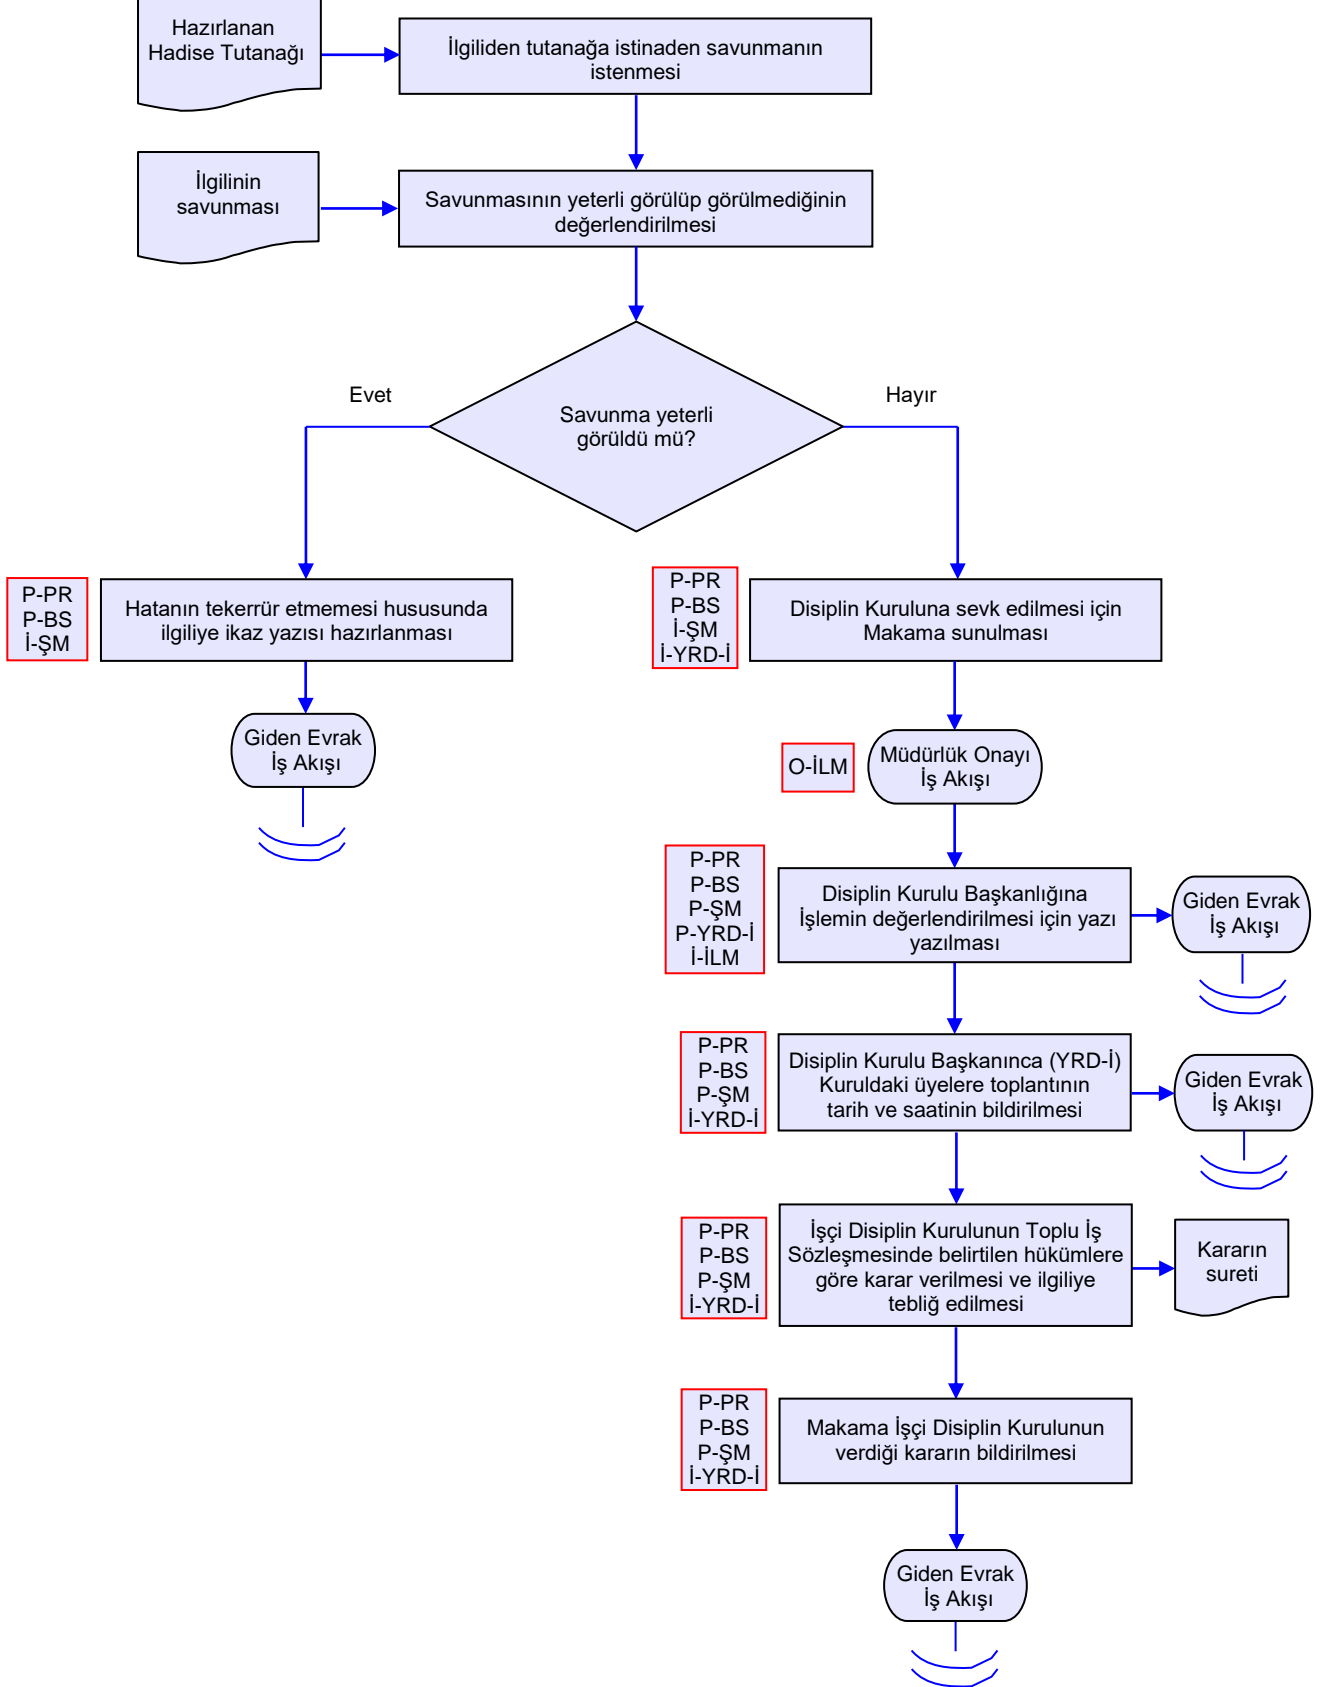 Hazırlanan
Hadise Tutanağı
İlgiliden tutanağa istinaden savunmanın
istenmesi
İlgilinin
savunması
Savunmasının yeterli görülüp görülmediğinin
değerlendirilmesi
Evet
Hayır
Savunma yeterli
görüldü mü?
P-PR
P-BS
İ-ŞM
Hatanın tekerrür etmemesi hususunda
ilgiliye ikaz yazısı hazırlanması
P-PR
P-BS
İ-ŞM
İ-YRD-İ
Disiplin Kuruluna sevk edilmesi için
Makama sunulması
Giden Evrak
İş Akışı
O-İLM
Müdürlük Onayı
İş Akışı
P-PR
P-BS
P-ŞM
P-YRD-İ
İ-İLM
Disiplin Kurulu Başkanlığına
İşlemin değerlendirilmesi için yazı
yazılması
Giden Evrak
İş Akışı
P-PR
P-BS
P-ŞM
İ-YRD-İ
Disiplin Kurulu Başkanınca (YRD-İ)
Kuruldaki üyelere toplantının
tarih ve saatinin bildirilmesi
Giden Evrak
İş Akışı
P-PR
P-BS
P-ŞM
İ-YRD-İ
İşçi Disiplin Kurulunun Toplu İş
Sözleşmesinde belirtilen hükümlere
göre karar verilmesi ve ilgiliye
tebliğ edilmesi
Kararın
sureti
P-PR
P-BS
P-ŞM
İ-YRD-İ
Makama İşçi Disiplin Kurulunun
verdiği kararın bildirilmesi
Giden Evrak
İş Akışı